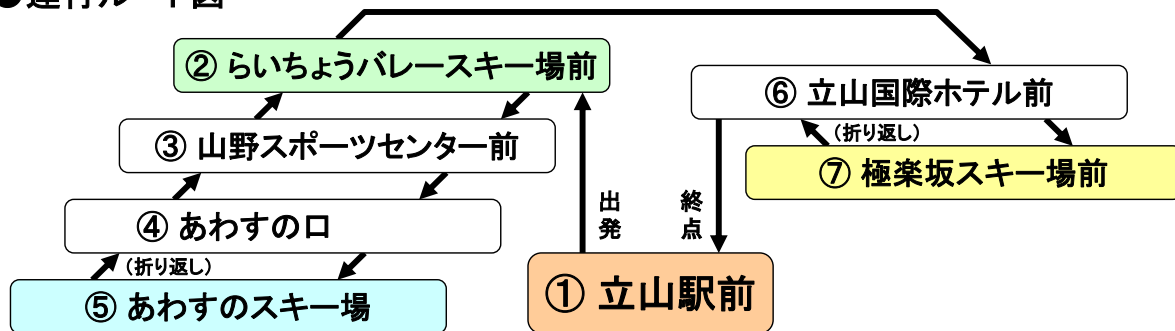 ●運行ルート図
② らいちょうバレースキー場前
⑥ 立山国際ホテル前
③ 山野スポーツセンター前
(折り返し)
⑦ 極楽坂スキー場前
④ あわすの口
出発
終点
(折り返し)
⑤ あわすのスキー場
① 立山駅前